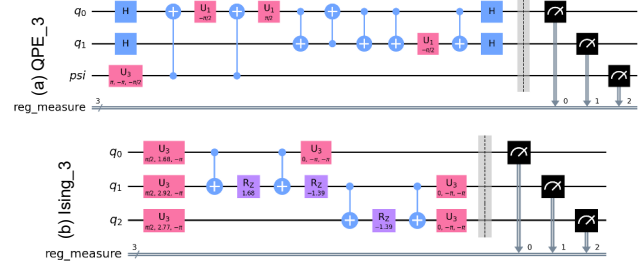 (a) QPE_3
q0 H U1 -π/2 U1 π/2 H
q1 H U1 -π/2 H
psi U3 π, -π, -π/2
reg_measure 3 0 1 2
(b) Ising_3
q0 U3 π/2, 1.68, -π U3 0, -π, -π
q1 U3 π/2, 2.92, -π RZ 1.68 RZ -1.39 U3 0, -π, -π
q2 U3 π/2, 2.77, -π RZ -1.39 U3 0, -π, -π
reg_measure 3 0 1 2